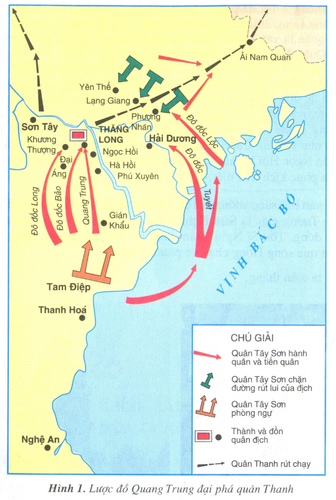 Ải Nam Quan
Yên Thế
Lạng Giang
Phượng
Nhãn
Đô đốc Lộc
Sơn Tây
THĂNG
LONG
Hải Dương
Khương
Thượng
Ngọc Hồi
Đại
Áng
Hà Hồi
Phú Xuyên
Đô đốc
Tuyết
Đô đốc Long
Đô đốc Bảo
Quang Trung
Gián
Khẩu
VỊNH BẮC BỘ
Tam Điệp
Thanh Hoá
Nghệ An
CHÚ GIẢI
Quân Tây Sơn hành
quân và tiến quân
Quân Tây Sơn chặn
đường rút lui của địch
Quân Tây Sơn
phòng ngự
Thành và đồn
quân địch
Quân Thanh rút chạy
Hình 1. Lược đồ Quang Trung đại phá quân Thanh